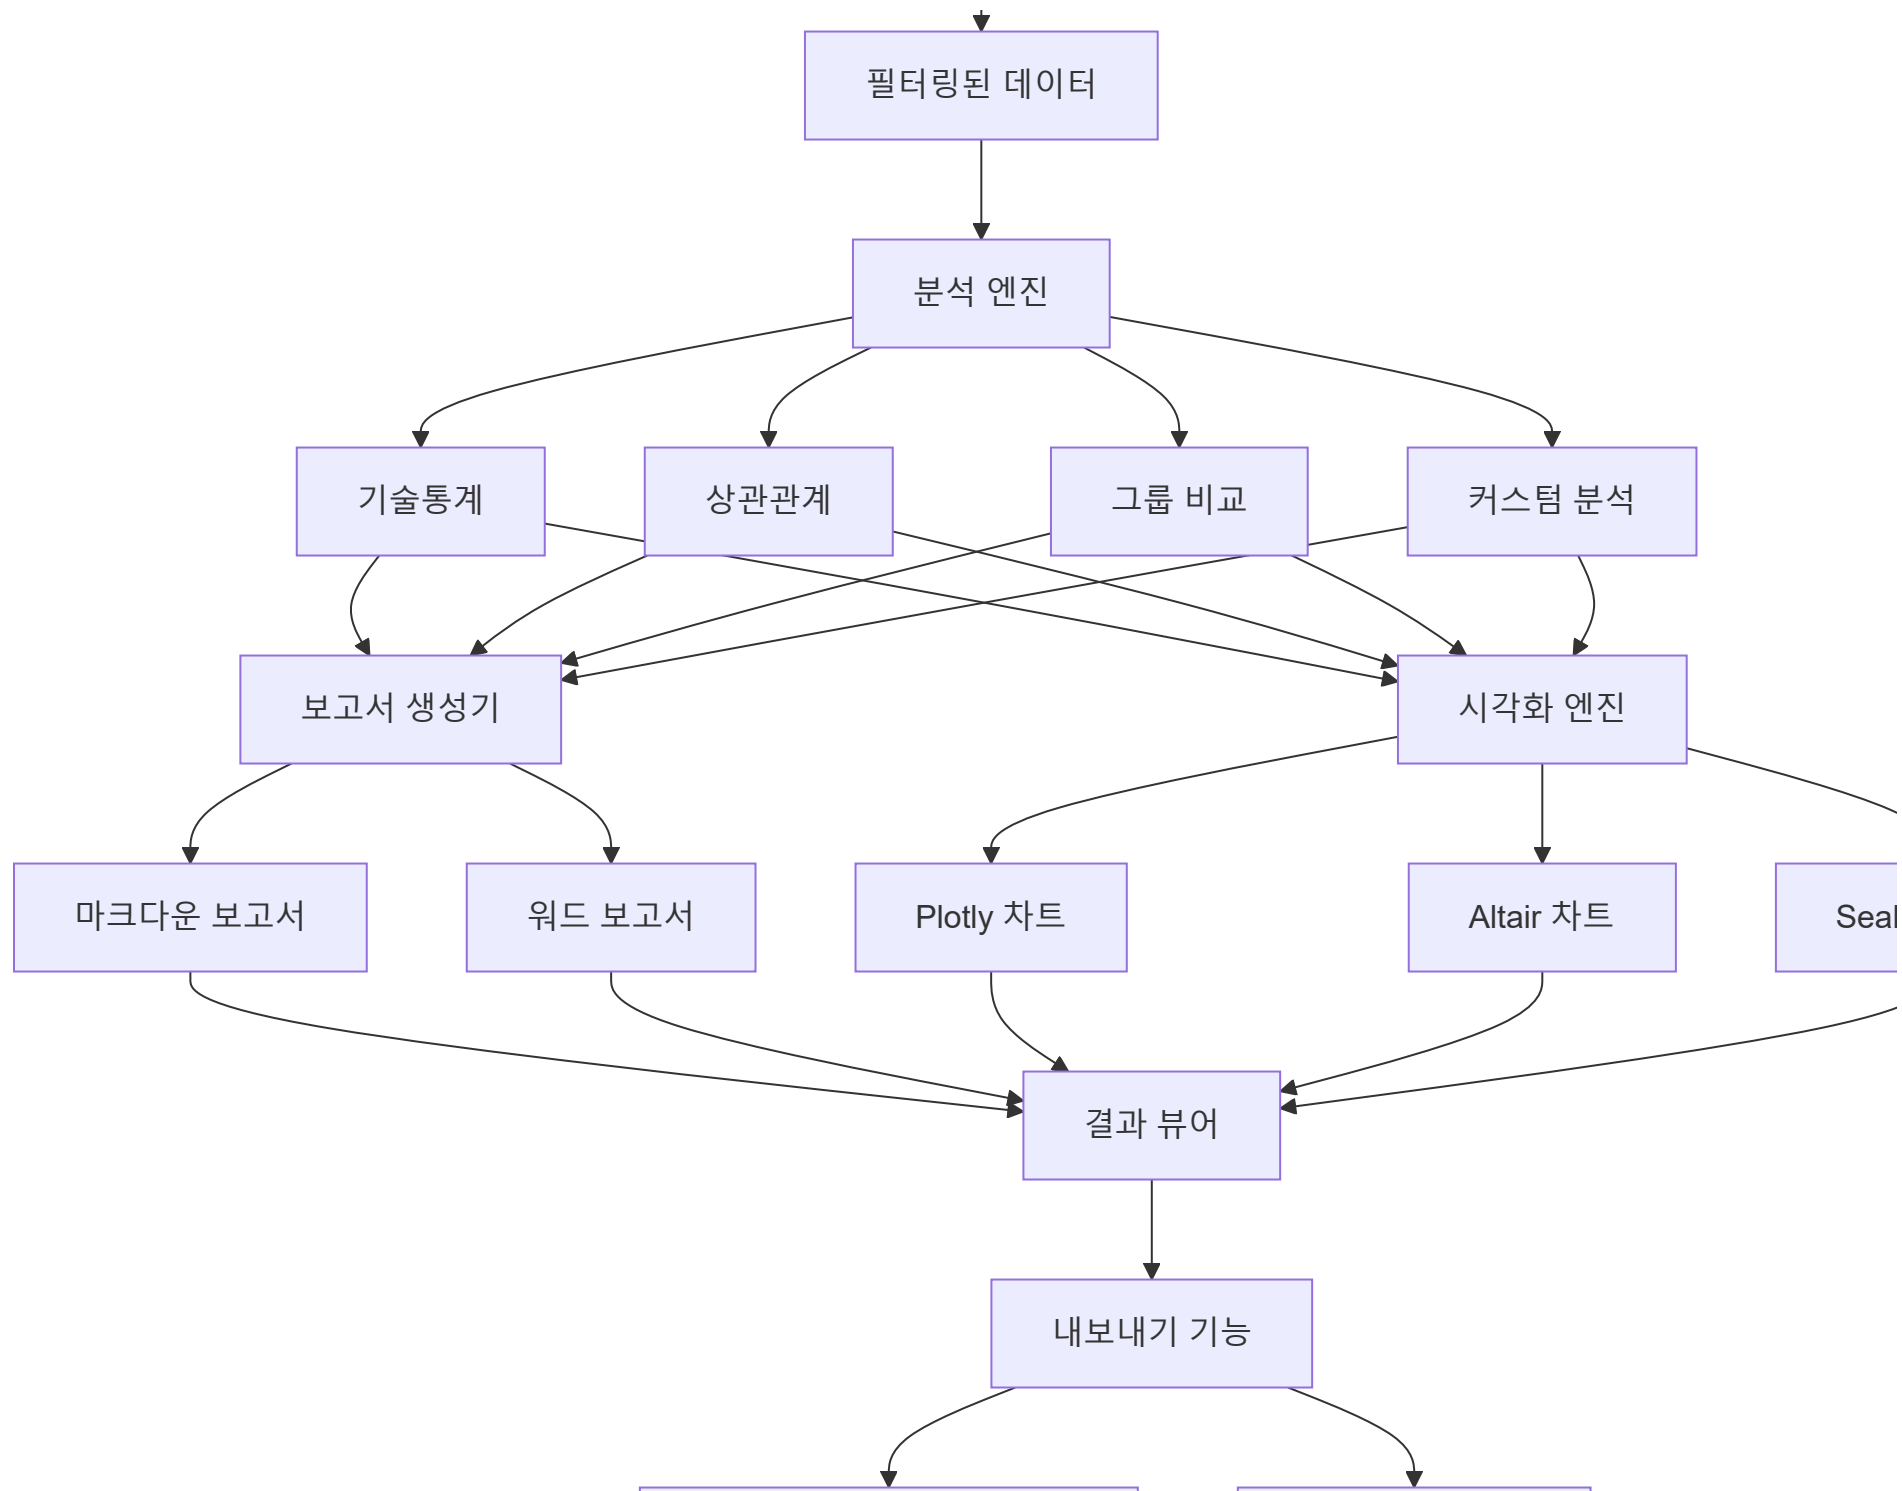 필터링된 데이터
분석 엔진
기술통계
상관관계
그룹 비교
커스텀 분석
보고서 생성기
시각화 엔진
마크다운 보고서
워드 보고서
Plotly 차트
Altair 차트
결과 뷰어
내보내기 기능